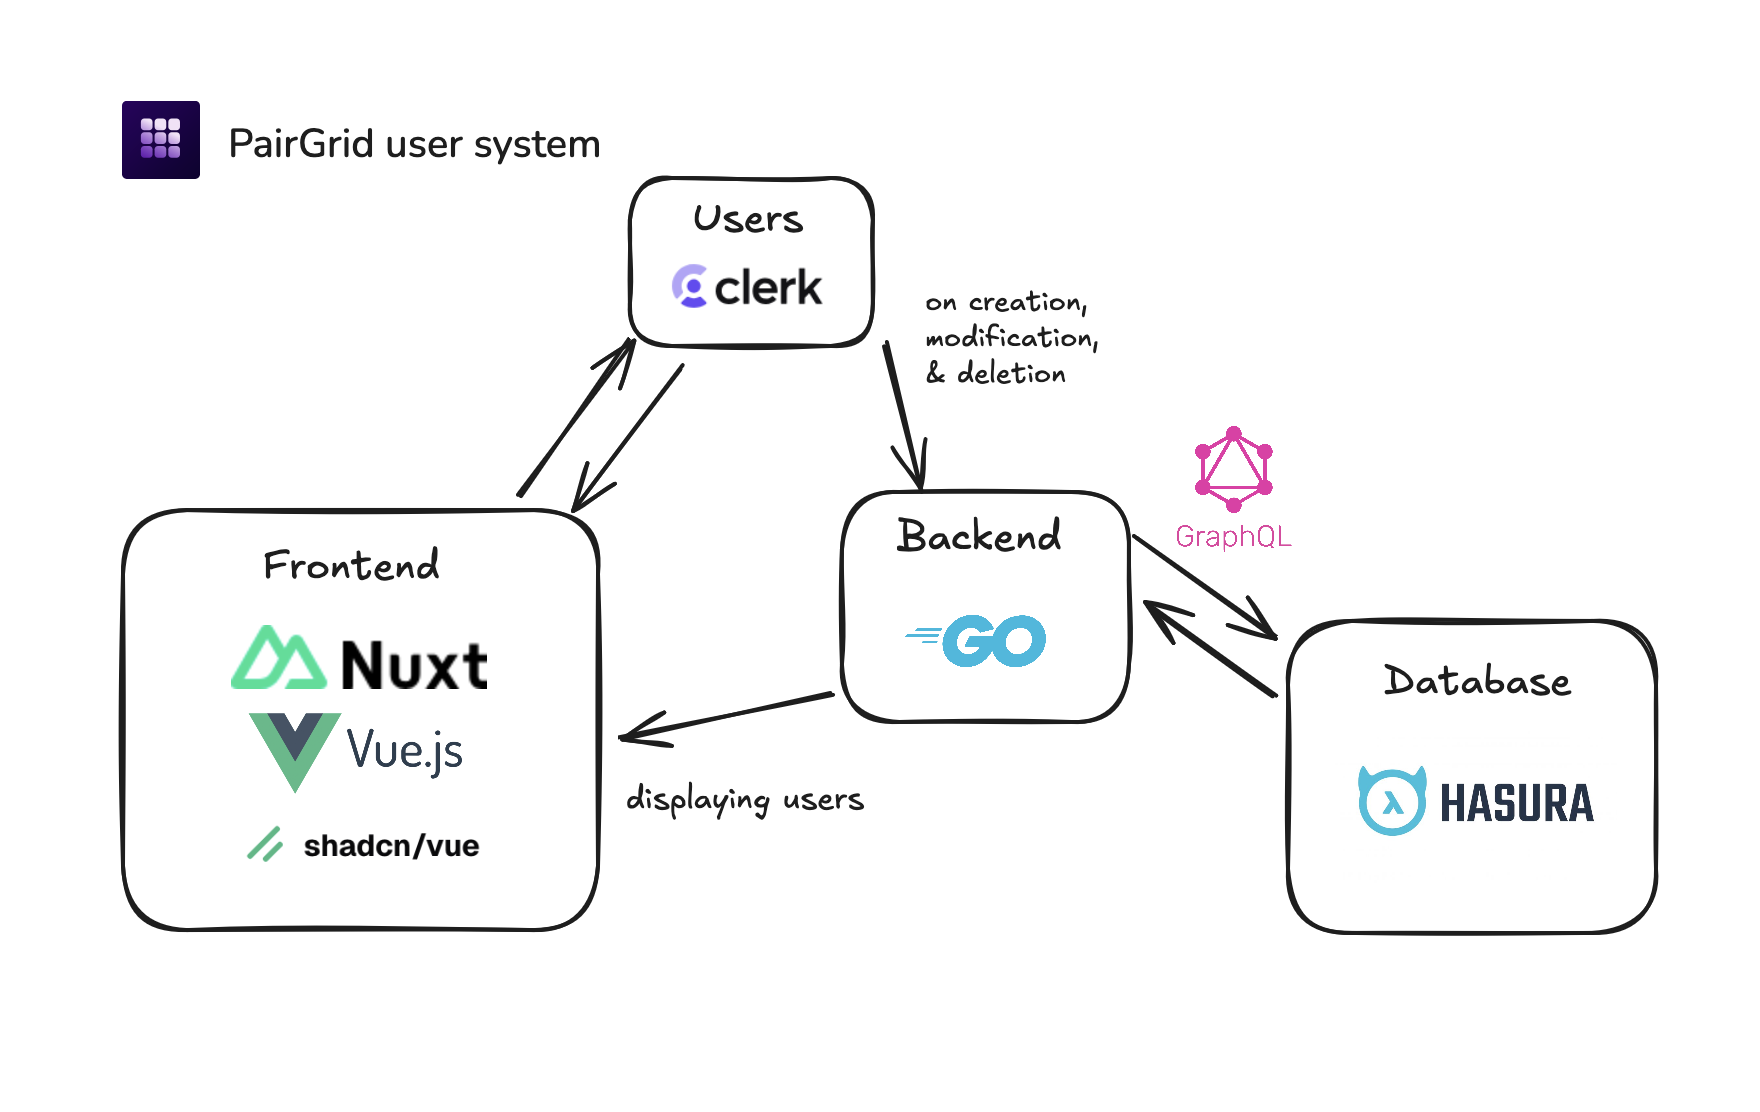 PairGrid user system
Users
clerk
on creation,
modification,
& deletion
GraphQL
Backend
GO
Frontend
Nuxt
Vue.js
shadcn/vue
displaying users
Database
HASURA